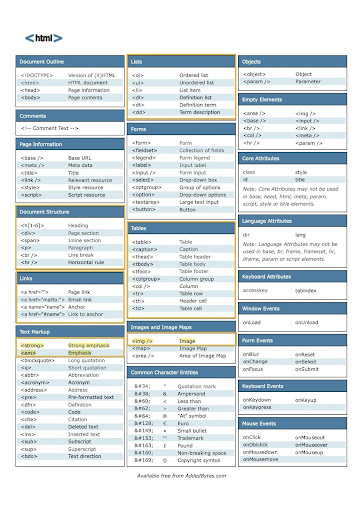 <html>
Document Outline
<!DOCTYPE> Version of (X)HTML
<html> HTML document
<head> Page information
<body> Page contents
Comments
<!-- Comment Text -->
Page Information
<base /> Base URL
<meta /> Meta data
<title> Title
<link /> Relevant resource
<style> Style resource
<script> Script resource
Document Structure
<h[1-6]> Heading
<div> Page section
<span> Inline section
<p> Paragraph
<br /> Line break
<hr /> Horizontal rule
Links
<a href=""> Page link
<a href="mailto:"> Email link
<a name="name"> Anchor
<a href="#name"> Link to anchor
Text Markup
<strong> Strong emphasis
<em> Emphasis
<blockquote> Long quotation
<q> Short quotation
<abbr> Abbreviation
<acronym> Acronym
<address> Address
<pre> Pre-formatted text
<dfn> Definition
<code> Code
<cite> Citation
<del> Deleted text
<ins> Inserted text
<sub> Subscript
<sup> Superscript
<bdo> Text direction
Lists
<ol> Ordered list
<ul> Unordered list
<li> List item
<dl> Definition list
<dt> Definition term
<dd> Term description
Forms
<form> Form
<fieldset> Collection of fields
<legend> Form legend
<label> Input label
<input /> Form input
<select> Drop-down box
<optgroup> Group of options
<option> Drop-down options
<textarea> Large text input
<button> Button
Tables
<table> Table
<caption> Caption
<thead> Table header
<tbody> Table body
<tfoot> Table footer
<colgroup> Column group
<col /> Column
<tr> Table row
<th> Header cell
<td> Table cell
Images and Image Maps
<img /> Image
<map> Image Map
<area /> Area of Image Map
Common Character Entities
&#34; " Quotation mark
&#38; & Ampersand
&#60; < Less than
&#62; > Greater than
&#64; @ "At" symbol
&#128; € Euro
&#149; • Small bullet
&#153; ™ Trademark
&#163; £ Pound
&#160; Non-breaking space
&#169; © Copyright symbol
Objects
<object> Object
<param /> Parameter
Empty Elements
<area /> <img />
<base /> <input />
<br /> <link />
<col /> <meta />
<hr /> <param />
Core Attributes
class style
id title
Note: Core Attributes may not be used
in base, head, html, meta, param,
script, style or title elements.
Language Attributes
dir lang
Note: Language Attributes may not be
used in base, br, frame, frameset, hr,
iframe, param or script elements.
Keyboard Attributes
accesskey tabindex
Window Events
onLoad onUnload
Form Events
onBlur onReset
onChange onSelect
onFocus onSubmit
Keyboard Events
onKeydown onKeyup
onKeypress
Mouse Events
onClick onMouseout
onDblclick onMouseover
onMousedown onMouseup
onMousemove
Available free from AddedBytes.com